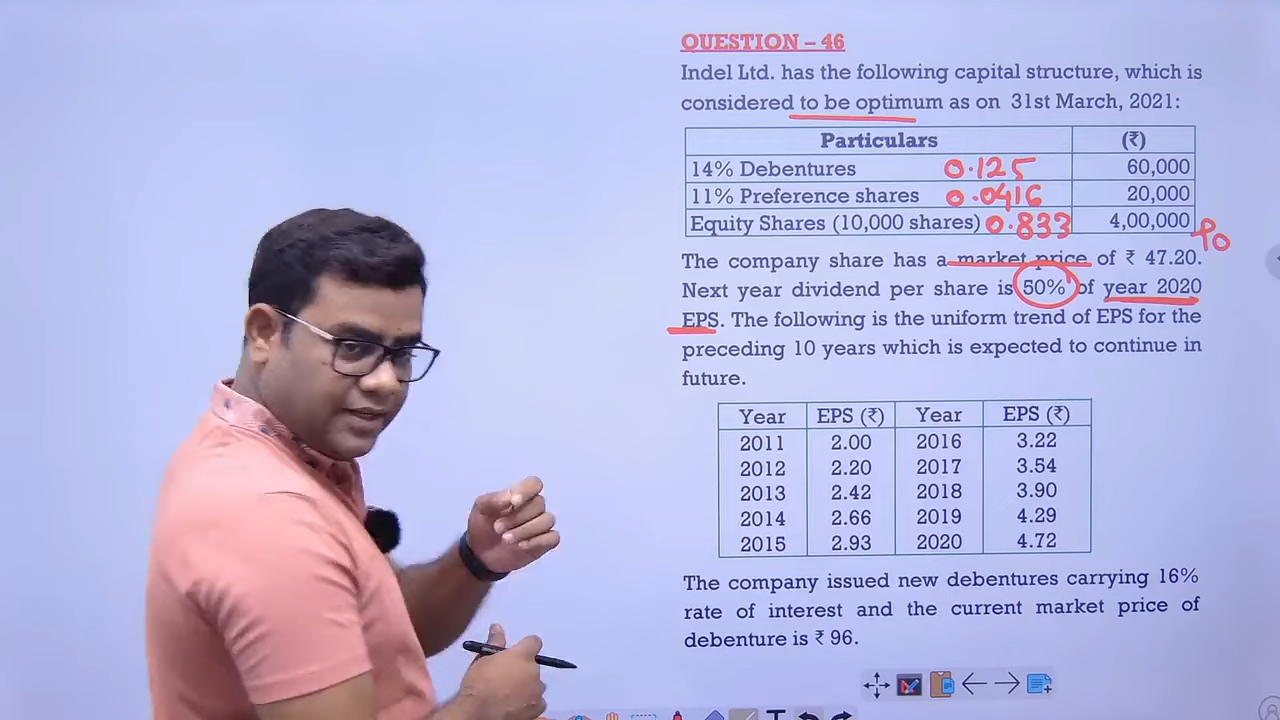 QUESTION – 46
Indel Ltd. has the following capital structure, which is
considered to be optimum as on 31st March, 2021:
Particulars (₹)
14% Debentures 0.125 60,000
11% Preference shares 0.0416 20,000
Equity Shares (10,000 shares) 0.833 4,00,000
P0
The company share has a market price of ₹ 47.20.
Next year dividend per share is 50% of year 2020
EPS. The following is the uniform trend of EPS for the
preceding 10 years which is expected to continue in
future.
Year EPS (₹) Year EPS (₹)
2011 2.00 2016 3.22
2012 2.20 2017 3.54
2013 2.42 2018 3.90
2014 2.66 2019 4.29
2015 2.93 2020 4.72
The company issued new debentures carrying 16%
rate of interest and the current market price of
debenture is ₹ 96.
T